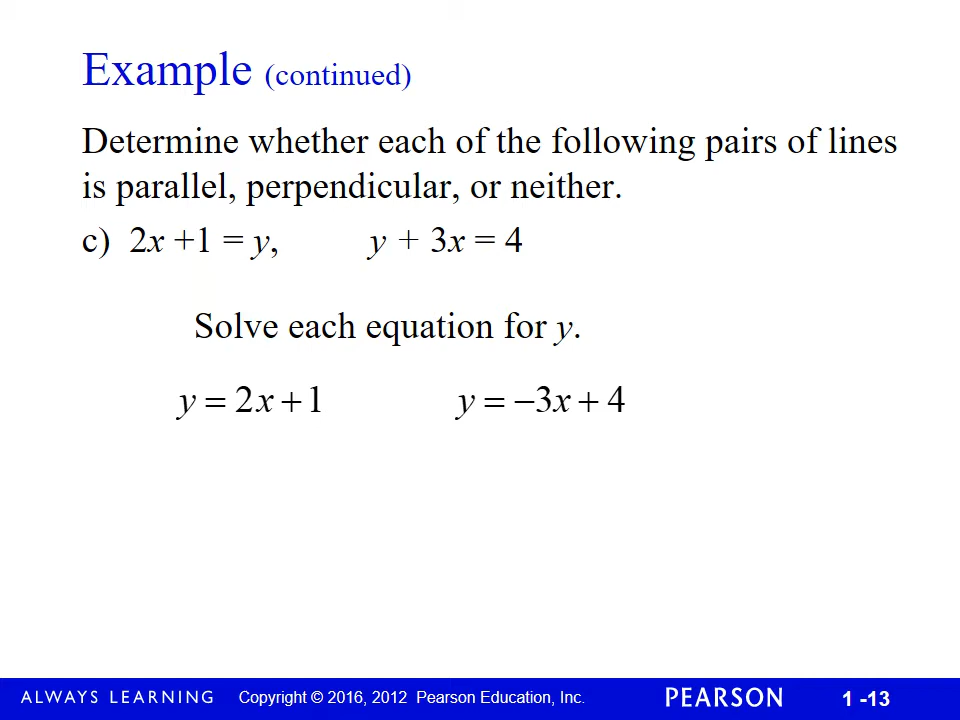 Example (continued)
Determine whether each of the following pairs of lines
is parallel, perpendicular, or neither.
c) 2x +1 = y, y + 3x = 4
Solve each equation for y.
y = 2x + 1 y = −3x + 4
ALWAYS LEARNING Copyright © 2016, 2012 Pearson Education, Inc. PEARSON 1 -13